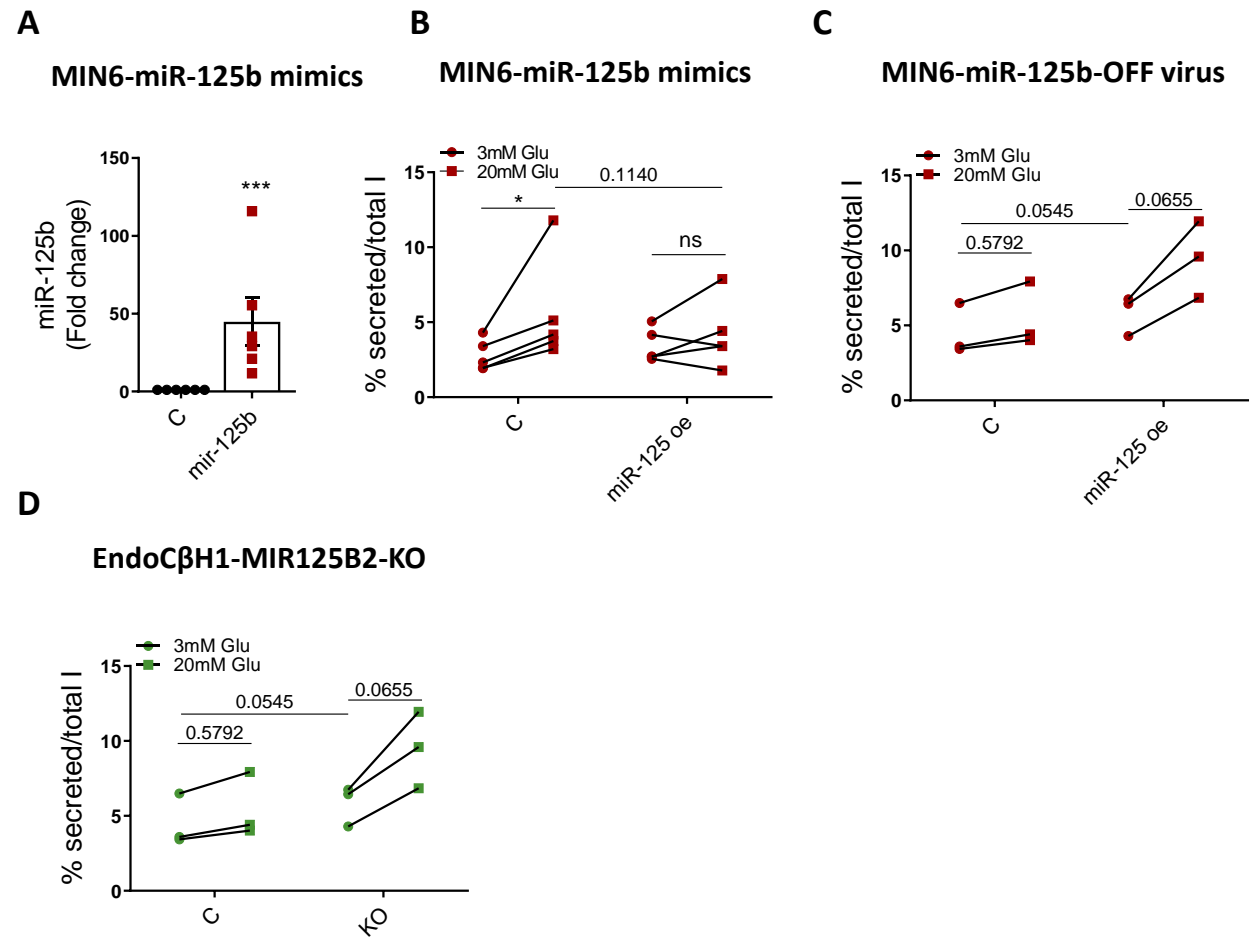 A
MIN6-miR-125b mimics
miR-125b
(Fold change)
150
100
50
0
***
C
mir-125b
B
MIN6-miR-125b mimics
3mM Glu
20mM Glu
% secreted/total I
15
10
5
0
0.1140
*
ns
C
miR-125 oe
C
MIN6-miR-125b-OFF virus
3mM Glu
20mM Glu
% secreted/total I
15
10
5
0
0.0655
0.0545
0.5792
C
miR-125 oe
D
EndoCβH1-MIR125B2-KO
3mM Glu
20mM Glu
% secreted/total I
15
10
5
0
0.0655
0.0545
0.5792
C
KO